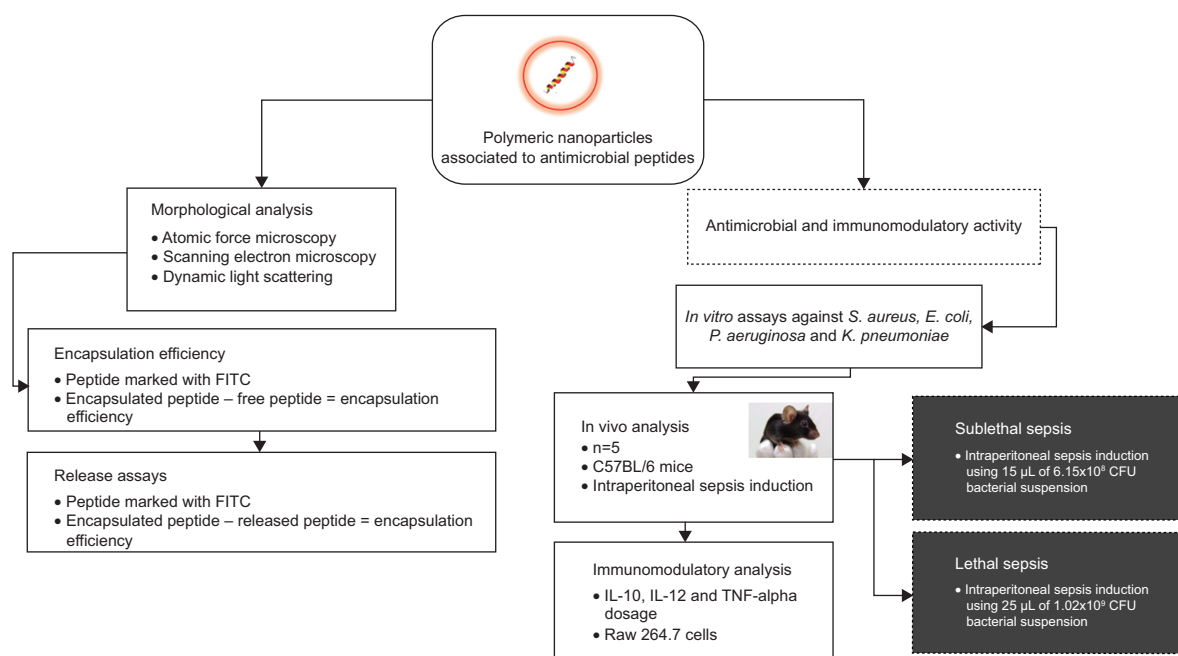 Polymeric nanoparticles
associated to antimicrobial peptides
Morphological analysis
• Atomic force microscopy
• Scanning electron microscopy
• Dynamic light scattering
Encapsulation efficiency
• Peptide marked with FITC
• Encapsulated peptide – free peptide = encapsulation
efficiency
Release assays
• Peptide marked with FITC
• Encapsulated peptide – released peptide = encapsulation
efficiency
Antimicrobial and immunomodulatory activity
In vitro assays against S. aureus, E. coli,
P. aeruginosa and K. pneumoniae
In vivo analysis
• n=5
• C57BL/6 mice
• Intraperitoneal sepsis induction
Immunomodulatory analysis
• IL-10, IL-12 and TNF-alpha
dosage
• Raw 264.7 cells
Sublethal sepsis
• Intraperitoneal sepsis induction
using 15 µL of 6.15x10⁸ CFU
bacterial suspension
Lethal sepsis
• Intraperitoneal sepsis induction
using 25 µL of 1.02x10⁹ CFU
bacterial suspension